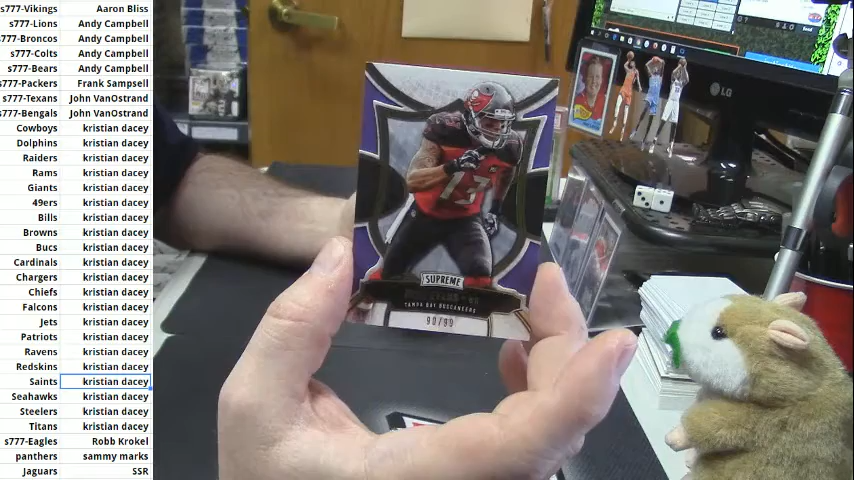 s777-Vikings Aaron Bliss
s777-Lions Andy Campbell
s777-Broncos Andy Campbell
s777-Colts Andy Campbell
s777-Bears Andy Campbell
s777-Packers Frank Sampsell
s777-Texans John VanOstrand
s777-Bengals John VanOstrand
Cowboys kristian dacey
Dolphins kristian dacey
Raiders kristian dacey
Rams kristian dacey
Giants kristian dacey
49ers kristian dacey
Bills kristian dacey
Browns kristian dacey
Bucs kristian dacey
Cardinals kristian dacey
Chargers kristian dacey
Chiefs kristian dacey
Falcons kristian dacey
Jets kristian dacey
Patriots kristian dacey
Ravens kristian dacey
Redskins kristian dacey
Saints kristian dacey
Seahawks kristian dacey
Steelers kristian dacey
Titans kristian dacey
s777-Eagles Robb Krokel
panthers sammy marks
Jaguars SSR
13
SUPREME
TAMPA BAY BUCCANEERS
90/99
LG